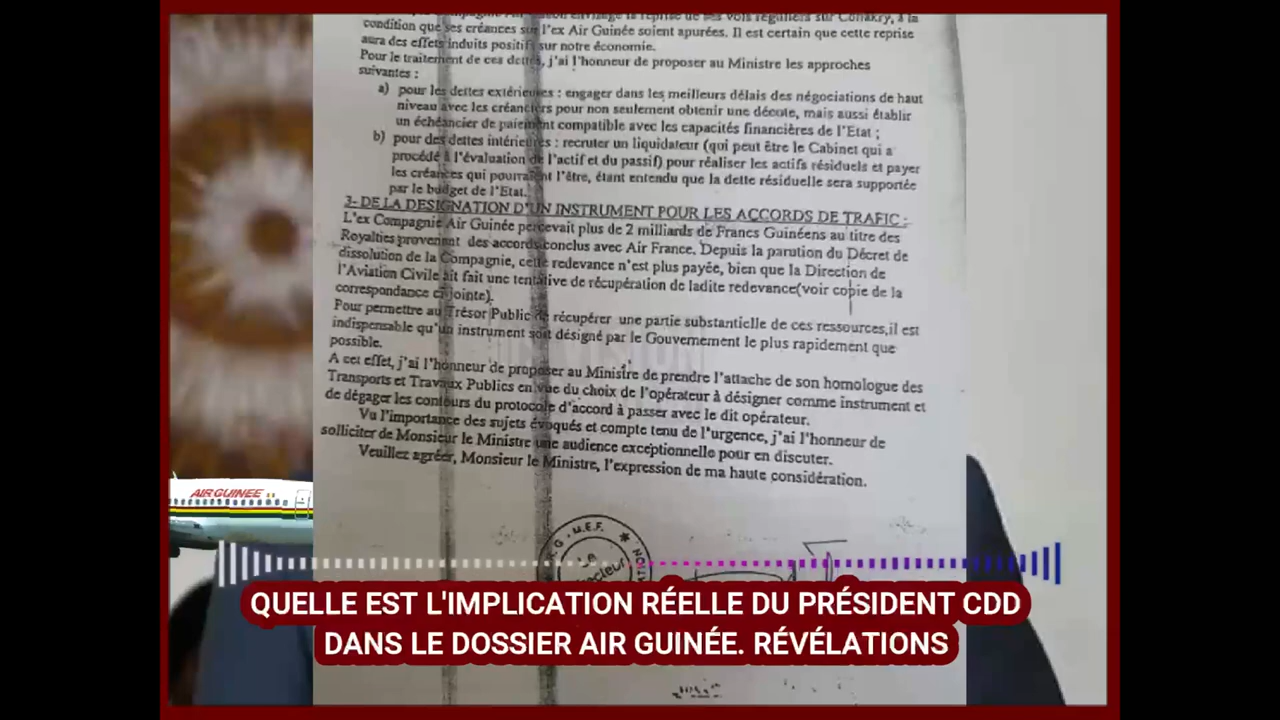 condition que ses créances sur l'ex Air Guinée soient apurées. Il est certain que cette reprise
aura des effets induits positifs sur notre économie.
Pour le traitement de ces dettes, j'ai l'honneur de proposer au Ministre les approches
suivantes :
a) pour les dettes extérieures : engager dans les meilleurs délais des négociations de haut
niveau avec les créanciers pour non seulement obtenir une décote, mais aussi établir
un échéancier de paiement compatible avec les capacités financières de l'Etat ;
b) pour des dettes intérieures : recruter un liquidateur (qui peut être le Cabinet qui a
procédé à l'évaluation de l'actif et du passif) pour réaliser les actifs résiduels et payer
les créances qui pourraient l'être, étant entendu que la dette résiduelle sera supportée
par le budget de l'Etat.
3- DE LA DESIGNATION D'UN INSTRUMENT POUR LES ACCORDS DE TRAFIC :
L'ex Compagnie Air Guinée percevait plus de 2 milliards de Francs Guinéens au titre des
Royalties provenant des accords conclus avec Air France. Depuis la parution du Décret de
dissolution de la Compagnie, cette redevance n'est plus payée, bien que la Direction de
l'Aviation Civile ait fait une tentative de récupération de ladite redevance(voir copie de la
correspondance ci-jointe).
Pour permettre au Trésor Public de récupérer une partie substantielle de ces ressources,il est
indispensable qu'un instrument soit désigné par le Gouvernement le plus rapidement que
possible.
A cet effet, j'ai l'honneur de proposer au Ministre de prendre l'attache de son homologue des
Transports et Travaux Publics en vue du choix de l'opérateur à désigner comme instrument et
de dégager les contours du protocole d'accord à passer avec le dit opérateur.
Vu l'importance des sujets évoqués et compte tenu de l'urgence, j'ai l'honneur de
solliciter de Monsieur le Ministre une audience exceptionnelle pour en discuter.
Veuillez agréer, Monsieur le Ministre, l'expression de ma haute considération.
AIR GUINEE
M.E.F.
Le
QUELLE EST L'IMPLICATION RÉELLE DU PRÉSIDENT CDD
DANS LE DOSSIER AIR GUINÉE. RÉVÉLATIONS